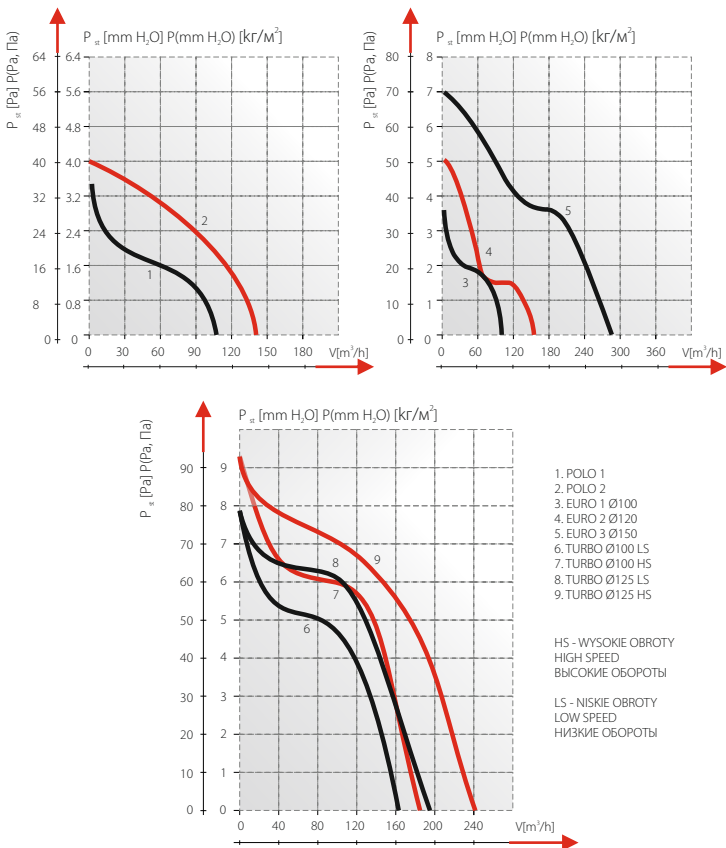 P st [mm H₂O] P(mm H₂O) [кг/м²]
P st [Pa] P(Pa, Па)
64 6.4
56 5.6
48 4.8
40 4.0
32 3.2
24 2.4
16 1.6
8 0.8
0 0
1
2
0 30 60 90 120 150 180 V[m³/h]
P st [mm H₂O] P(mm H₂O) [кг/м²]
P st [Pa] P(Pa, Па)
80 8
70 7
60 6
50 5
40 4
30 3
20 2
10 1
0 0
5
4
3
0 60 120 180 240 300 360 V[m³/h]
P st [mm H₂O] P(mm H₂O) [кг/м²]
P st [Pa] P(Pa, Па)
90 9
80 8
7
60 6
5
40 4
3
20 2
10 1
0 0
9
8
7
6
0 40 80 120 160 200 240 V[m³/h]
1. POLO 1
2. POLO 2
3. EURO 1 Ø100
4. EURO 2 Ø120
5. EURO 3 Ø150
6. TURBO Ø100 LS
7. TURBO Ø100 HS
8. TURBO Ø125 LS
9. TURBO Ø125 HS
HS - WYSOKIE OBROTY
HIGH SPEED
ВЫСОКИЕ ОБОРОТЫ
LS - NISKIE OBROTY
LOW SPEED
НИЗКИЕ ОБОРОТЫ